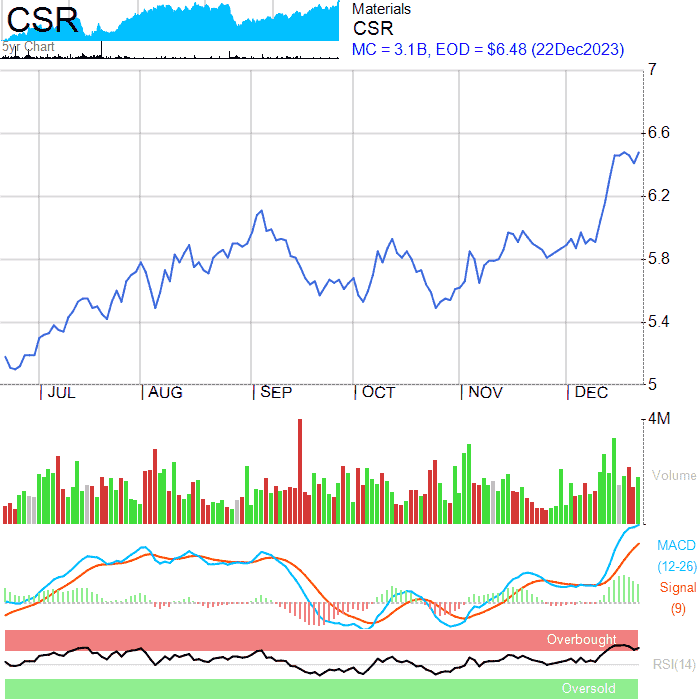 CSR
5yr Chart
Materials
CSR
MC = 3.1B, EOD = $6.48 (22Dec2023)
7
6.6
6.2
5.8
5.4
5
JUL AUG SEP OCT NOV DEC
4M
Volume
MACD
(12-26)
Signal
(9)
Overbought
RSI(14)
Oversold